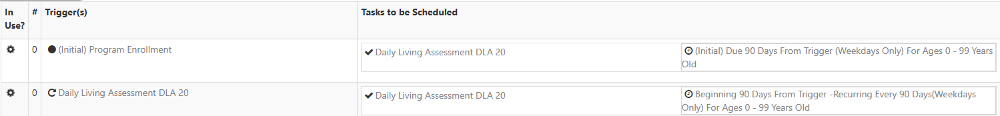 In
Use?
# Trigger(s) Tasks to be Scheduled
0 (Initial) Program Enrollment Daily Living Assessment DLA 20 (Initial) Due 90 Days From Trigger (Weekdays Only) For Ages 0 - 99 Years
Old
0 Daily Living Assessment DLA 20 Daily Living Assessment DLA 20 Beginning 90 Days From Trigger -Recurring Every 90 Days(Weekdays
Only) For Ages 0 - 99 Years Old